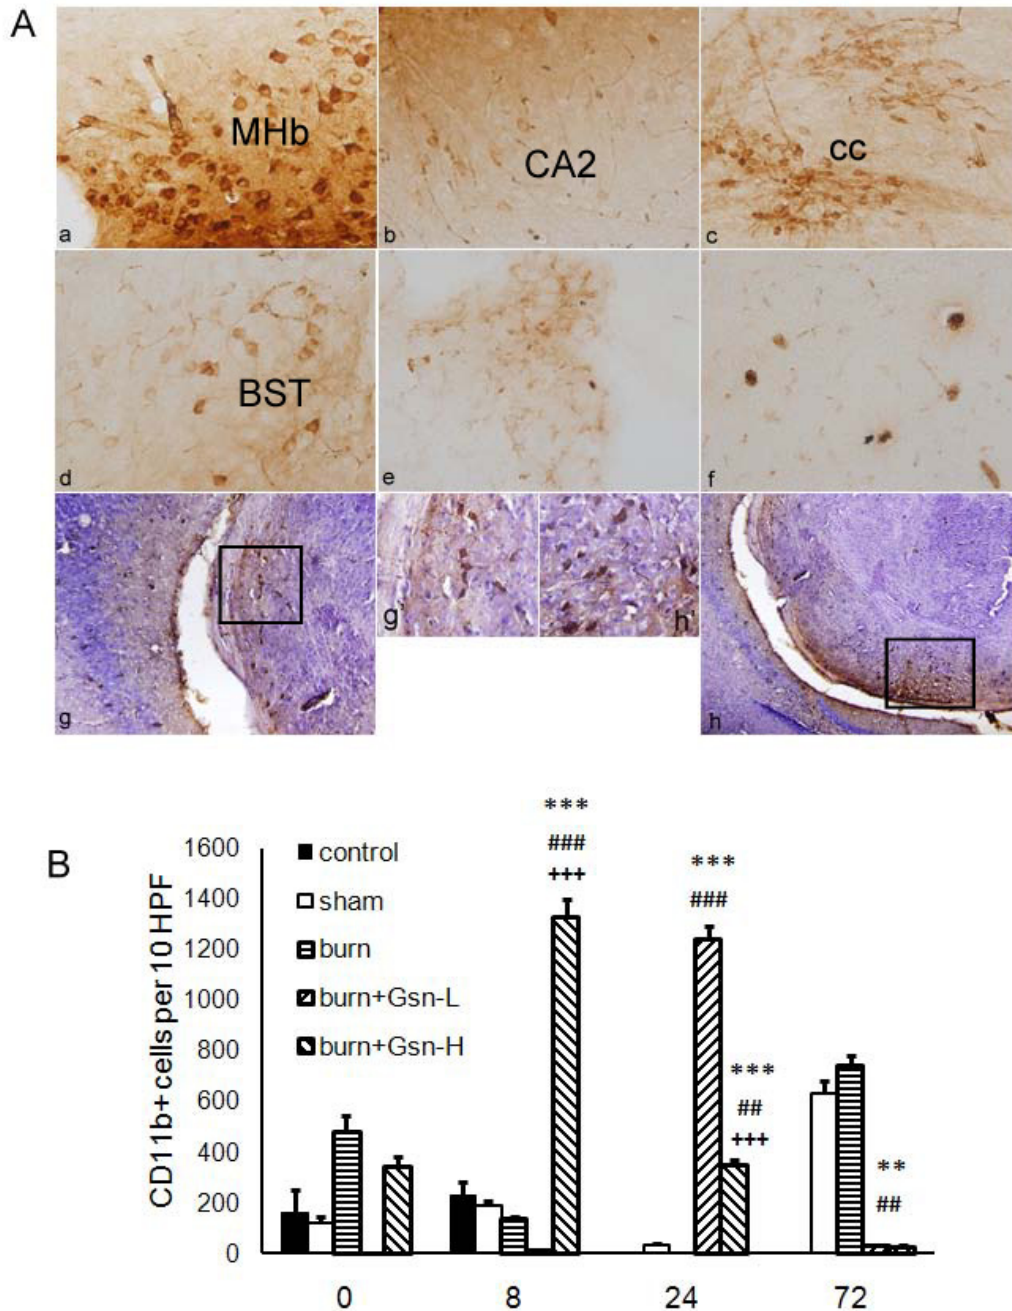 A
MHb
a
CA2
b
cc
c
BST
d
e
f
g
g'
h'
h
B
CD11b+ cells per 10 HPF
1600
1400
1200
1000
800
600
400
200
0
control
sham
burn
burn+Gsn-L
burn+Gsn-H
***
###
+++
***
###
***
##
+++
**
##
0
8
24
72